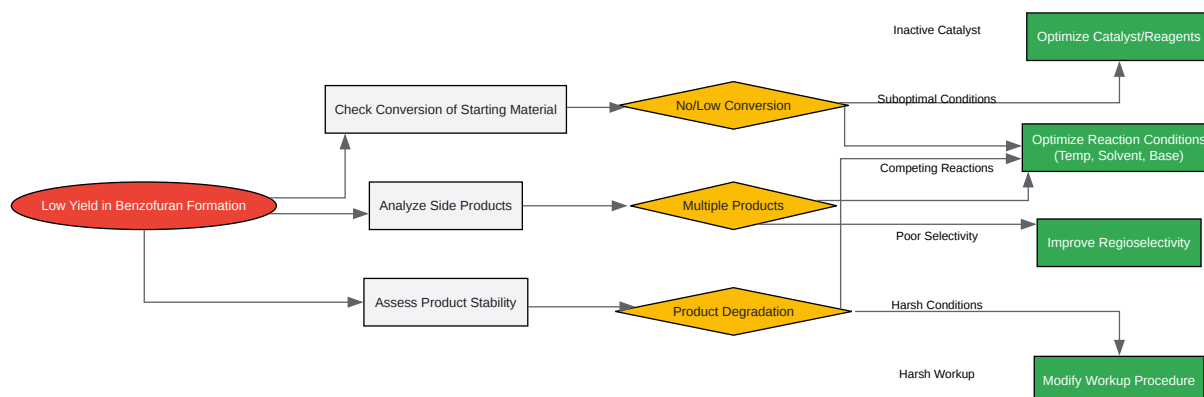 Inactive Catalyst
Optimize Catalyst/Reagents
Check Conversion of Starting Material
No/Low Conversion
Suboptimal Conditions
Optimize Reaction Conditions
(Temp, Solvent, Base)
Competing Reactions
Low Yield in Benzofuran Formation
Analyze Side Products
Multiple Products
Poor Selectivity
Improve Regioselectivity
Assess Product Stability
Product Degradation
Harsh Conditions
Harsh Workup
Modify Workup Procedure